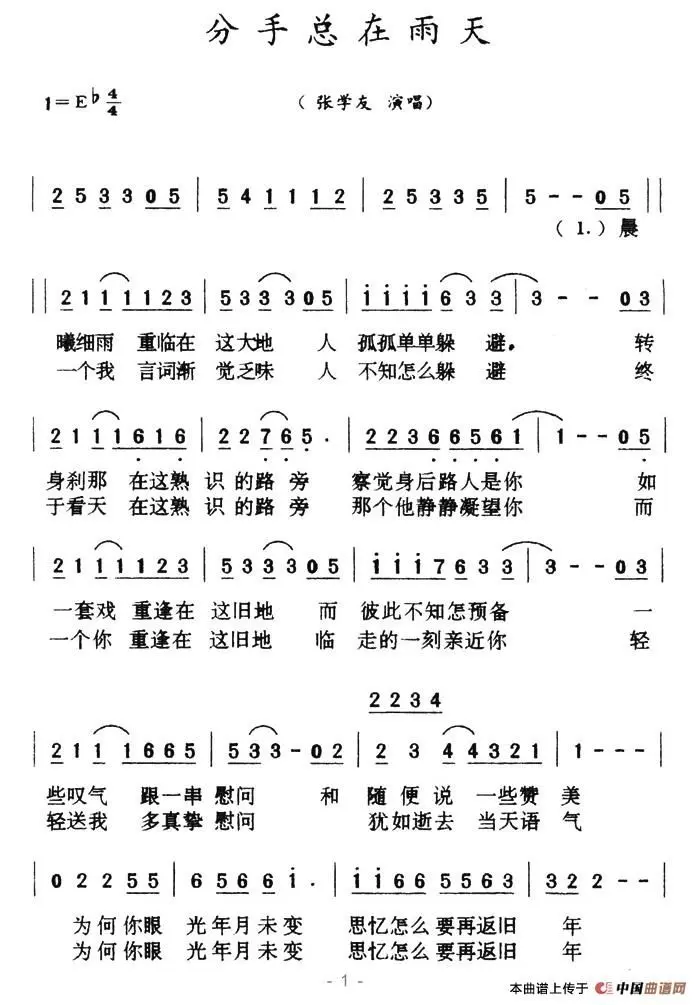 分手总在雨天
1=E♭ 4/4 （张学友 演唱）
| 2 5 3 3 0 5 | 5 4 1 1 1 2 | 2 5 3 3 5 | 5 - - 0 5 ||
（1.）晨
|| 2 1 1 1 1 1 2 3 | 5 3 3 3 0 5 | i i i i 6 3 3 | 3 - - 0 3 |
曦细雨 重临在 这大地 人 孤孤单单躲 避。 转
一个我 言词渐 觉乏味 人 不知怎么躲 避 终
| 2 1 1 1 6 1 6 | 2 2 7 6 5 . | 2 2 3 6 6 5 6 1 | 1 - - 0 5 |
身刹那 在这熟 识的路旁 察觉身后路人是你 如
于看天 在这熟 识的路旁 那个他静静凝望你 而
| 2 1 1 1 1 1 2 3 | 5 3 3 3 0 5 | i i i 7 6 3 3 | 3 - - 0 3 |
一套戏 重逢在 这旧地 而 彼此不知怎预备 一
一个你 重逢在 这旧地 临 走的一刻亲近你 轻
2 2 3 4
| 2 1 1 1 1 6 6 5 | 5 3 3 - 0 2 | 2 3 4 4 3 2 1 | 1 - - - |
些叹气 跟一串 慰问 和 随便说 一些赞 美
轻送我 多真挚 慰问 犹如逝去 当天语 气
| 0 2 2 5 5 | 6 5 6 6 i . | i i 6 6 5 5 6 3 | 3 2 2 - - |
为何你眼 光年月未变 思忆怎么要再返旧 年
为何你眼 光年月未变 思忆怎么要再返旧 年
- 1 -
本曲谱上传于 中国曲谱网